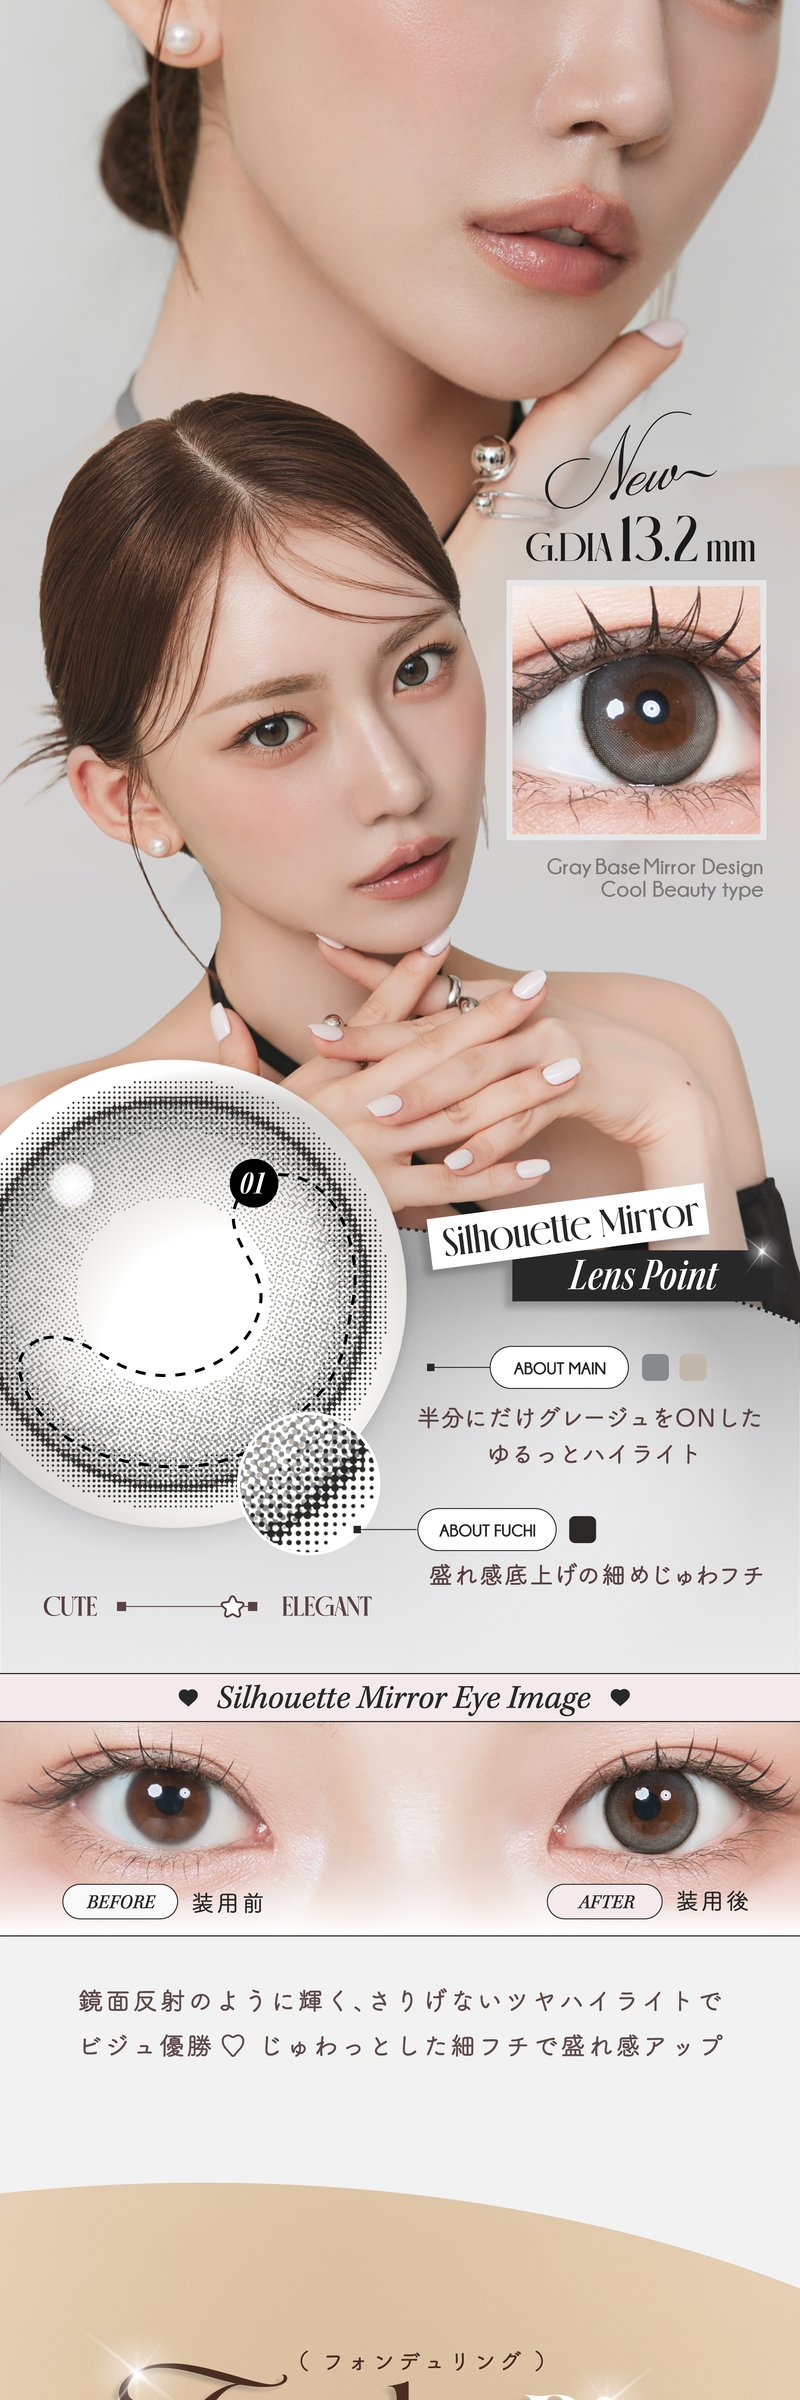 New
G.DIA 13.2 mm
Gray Base Mirror Design
Cool Beauty type
01
Silhouette Mirror
Lens Point
ABOUT MAIN
半分にだけグレージュをONした
ゆるっとハイライト
ABOUT FUCHI
盛れ感底上げの細めじゅわフチ
CUTE ELEGANT
♥ Silhouette Mirror Eye Image ♥
BEFORE 装用前
AFTER 装用後
鏡面反射のように輝く、さりげないツヤハイライトで
ビジュ優勝♡ じゅわっとした細フチで盛れ感アップ
( フォンデュリング )